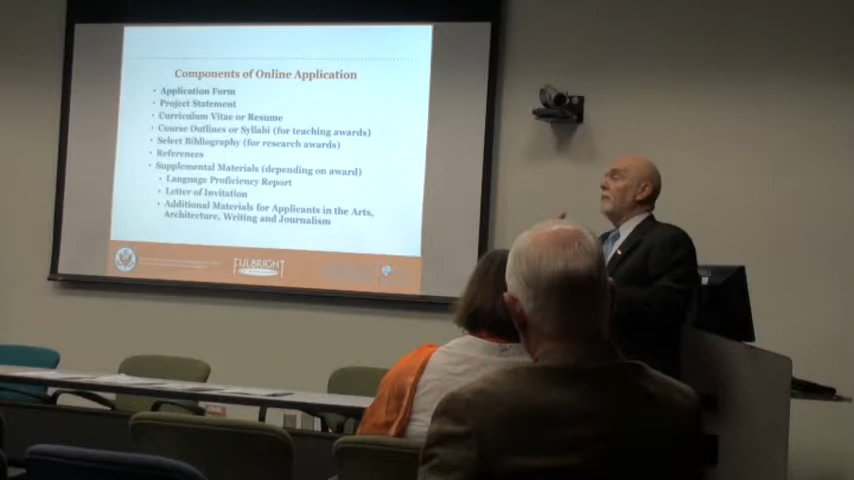 Components of Online Application
• Application Form
• Project Statement
• Curriculum Vitae or Resume
• Course Outlines or Syllabi (for teaching awards)
• Select Bibliography (for research awards)
• References
• Supplemental Materials (depending on award)
• Language Proficiency Report
• Letter of Invitation
• Additional Materials for Applicants in the Arts,
Architecture, Writing and Journalism
FULBRIGHT